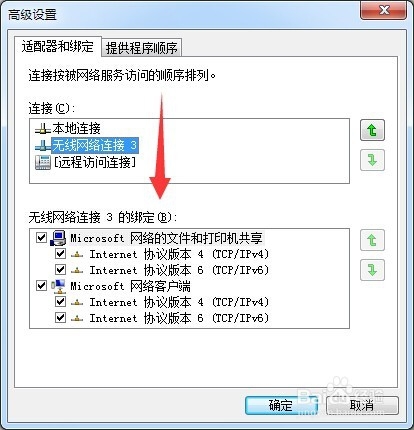 高级设置
适配器和绑定 提供程序顺序
连接按被网络服务访问的顺序排列。
连接(C):
本地连接
无线网络连接 3
[远程访问连接]
无线网络连接 3 的绑定(B):
Microsoft 网络的文件和打印机共享
Internet 协议版本 4 (TCP/IPv4)
Internet 协议版本 6 (TCP/IPv6)
Microsoft 网络客户端
Internet 协议版本 4 (TCP/IPv4)
Internet 协议版本 6 (TCP/IPv6)
确定 取消